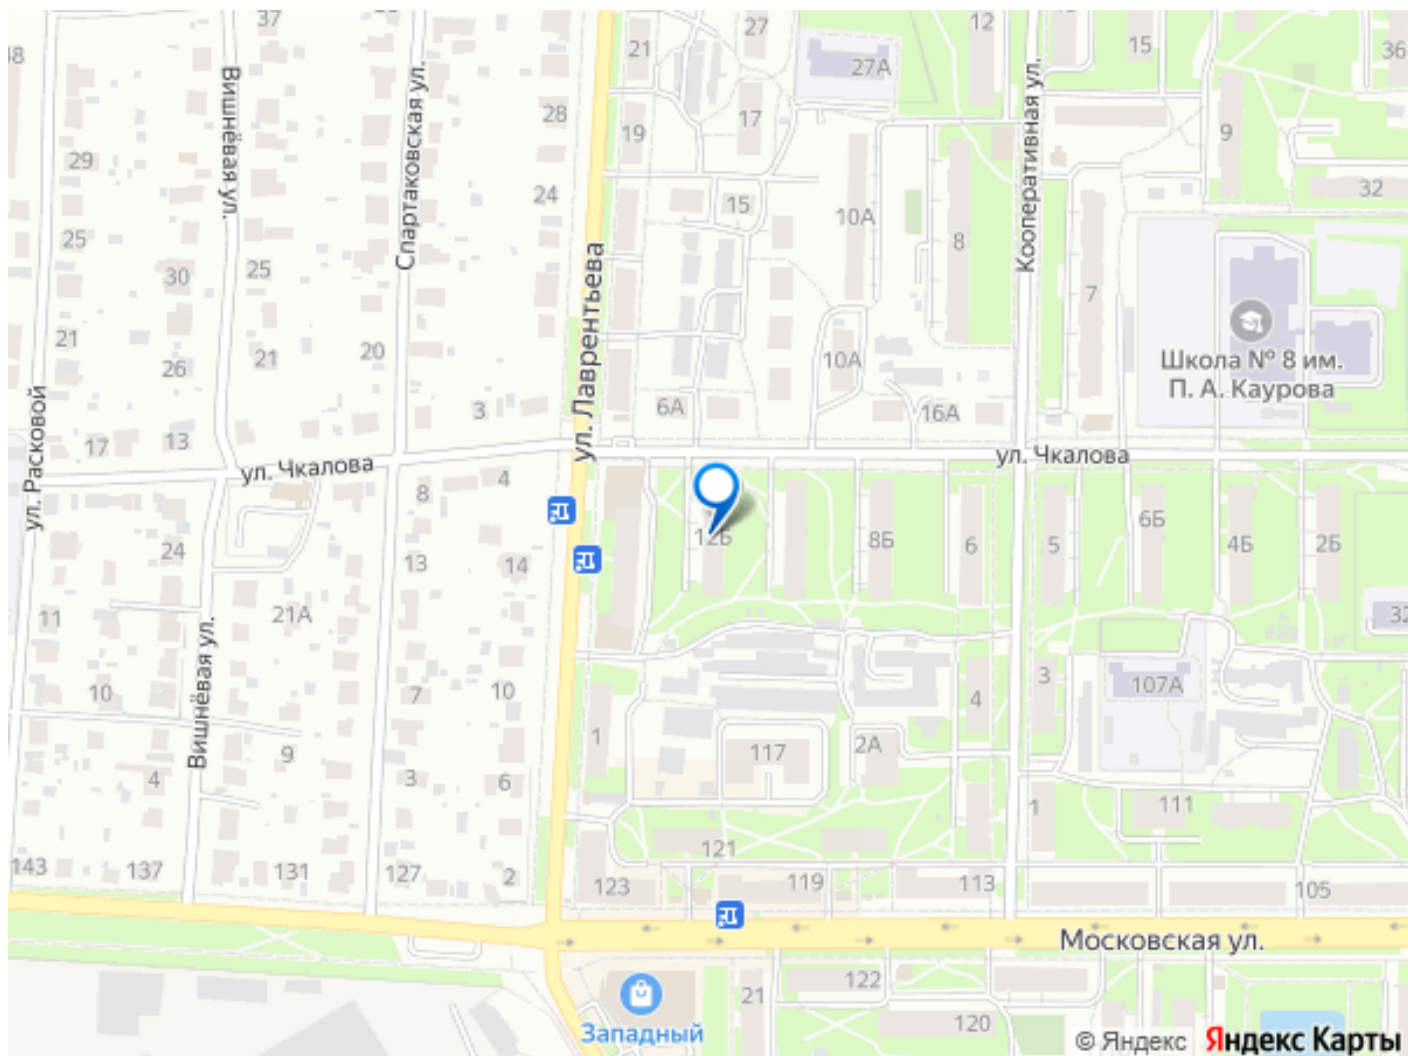 37
27
12
15
36
38
21
27А
Вишнёвая ул.
Спартаковская ул.
28
19
17
Кооперативная ул.
9
29
24
15
10А
8
32
25
30
25
ул. Лаврентьева
7
21
26
21
20
10А
Школа № 8 им.
П. А. Каурова
ул. Расковой
17
13
3
6А
16А
ул. Чкалова
ул. Чкалова
8
4
24
13
14
12Б
8Б
6
5
6Б
4Б
2Б
11
21А
32
Вишнёвая ул.
10
7
10
1
4
3
107А
9
4
3
6
117
2А
1
111
143
137
131
127
2
123
121
119
113
105
Московская ул.
Западный
21
122
120
© Яндекс Яндекс Карты